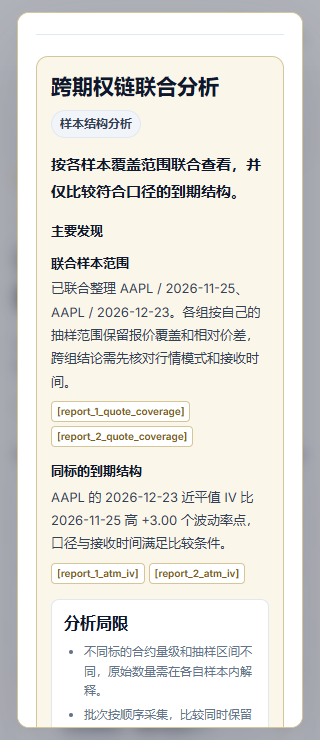 跨期权链联合分析
样本结构分析
按各样本覆盖范围联合查看，并
仅比较符合口径的到期结构。
主要发现
联合样本范围
已联合整理 AAPL / 2026-11-25、
AAPL / 2026-12-23。各组按自己的
抽样范围保留报价覆盖和相对价差，
跨组结论需先核对行情模式和接收时
间。
[report_1_quote_coverage]
[report_2_quote_coverage]
同标的到期结构
AAPL 的 2026-12-23 近平值 IV 比
2026-11-25 高 +3.00 个波动率点，
口径与接收时间满足比较条件。
[report_1_atm_iv] [report_2_atm_iv]
分析局限
• 不同标的合约量级和抽样区间不
同，原始数量需在各自样本内解
释。
• 批次按顺序采集，比较同时保留